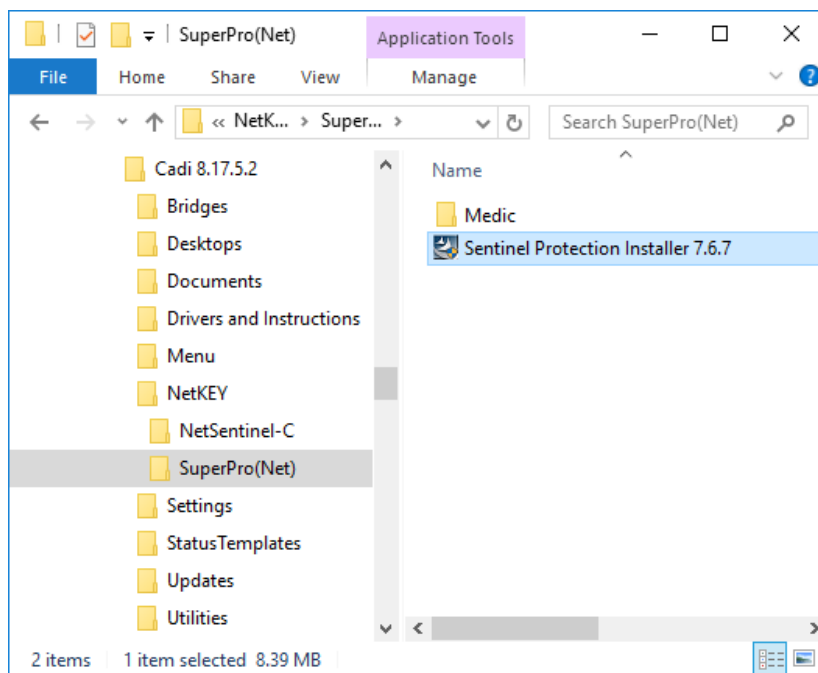 SuperPro(Net)
Application Tools
File
Home
Share
View
Manage
?
« NetK... > Super... >
Search SuperPro(Net)
Cadi 8.17.5.2
Bridges
Desktops
Documents
Drivers and Instructions
Menu
NetKEY
NetSentinel-C
SuperPro(Net)
Settings
StatusTemplates
Updates
Utilities
Name
Medic
Sentinel Protection Installer 7.6.7
2 items
1 item selected 8.39 MB